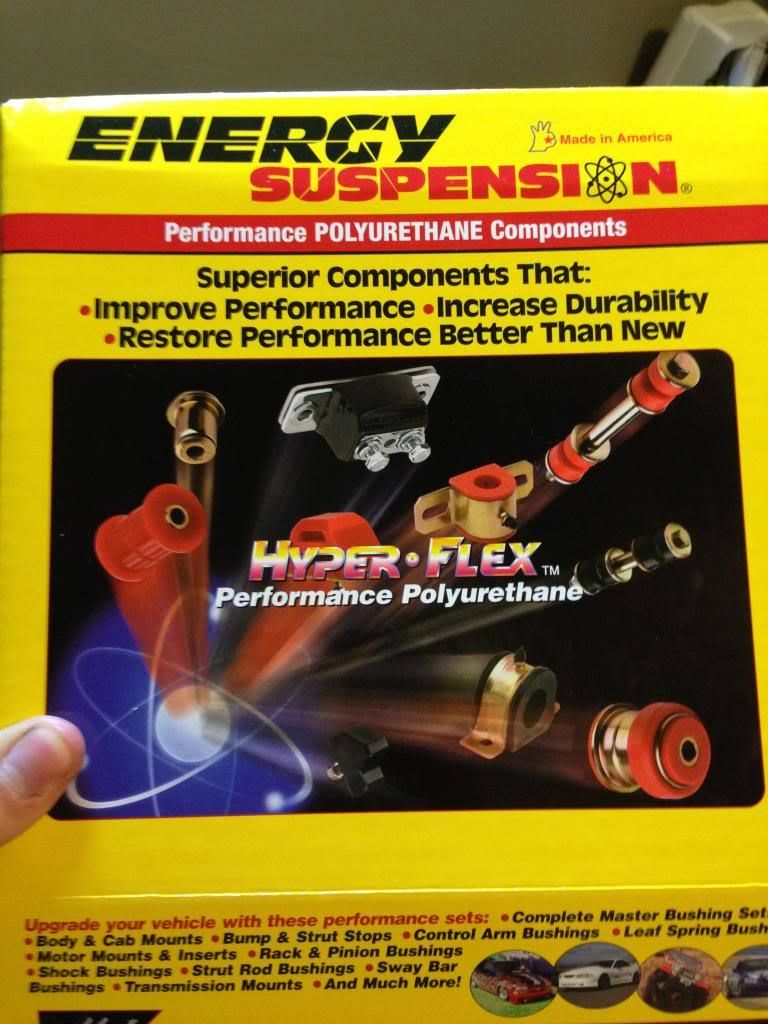 ENERGY
Made in America
SUSPENSION®
Performance POLYURETHANE Components
Superior Components That:
•Improve Performance •Increase Durability
•Restore Performance Better Than New
HYPER•FLEX™
Performance Polyurethane
Upgrade your vehicle with these performance sets: •Complete Master Bushing Set
•Body & Cab Mounts •Bump & Strut Stops •Control Arm Bushings •Leaf Spring Bush
•Motor Mounts & Inserts •Rack & Pinion Bushings
•Shock Bushings •Strut Rod Bushings •Sway Bar
Bushings •Transmission Mounts •And Much More!